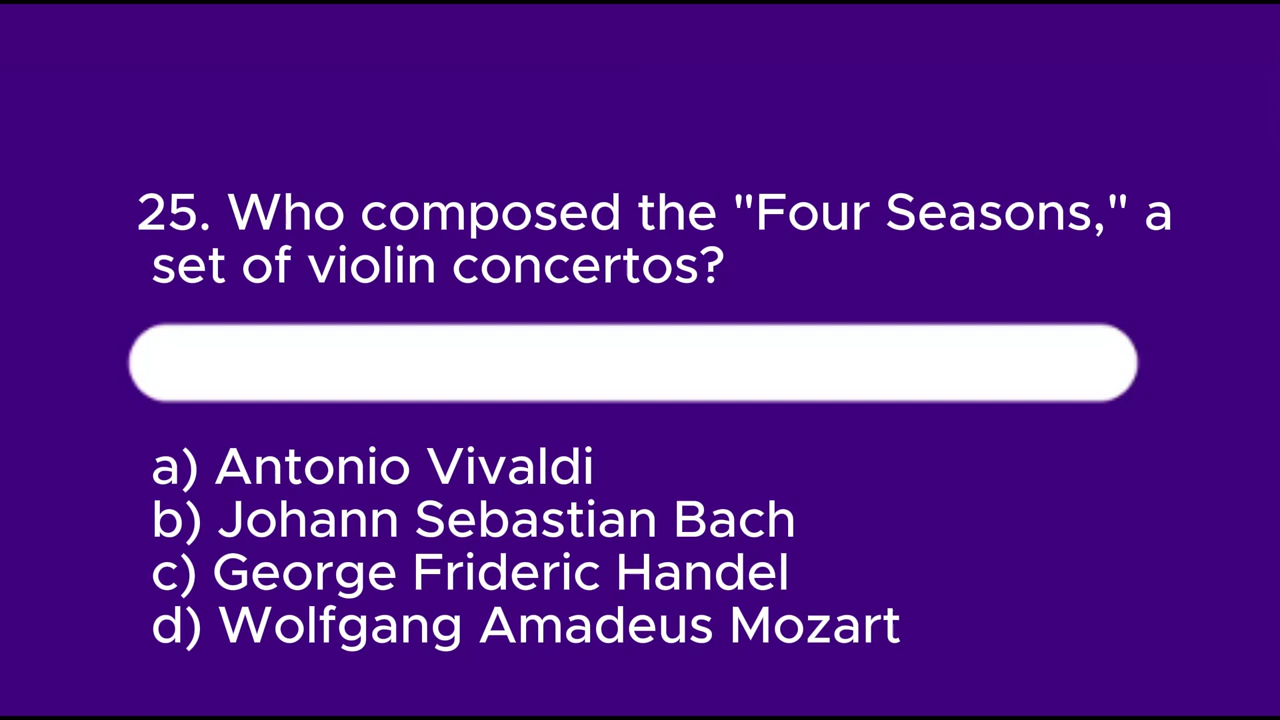 25. Who composed the "Four Seasons," a
set of violin concertos?
a) Antonio Vivaldi
b) Johann Sebastian Bach
c) George Frideric Handel
d) Wolfgang Amadeus Mozart